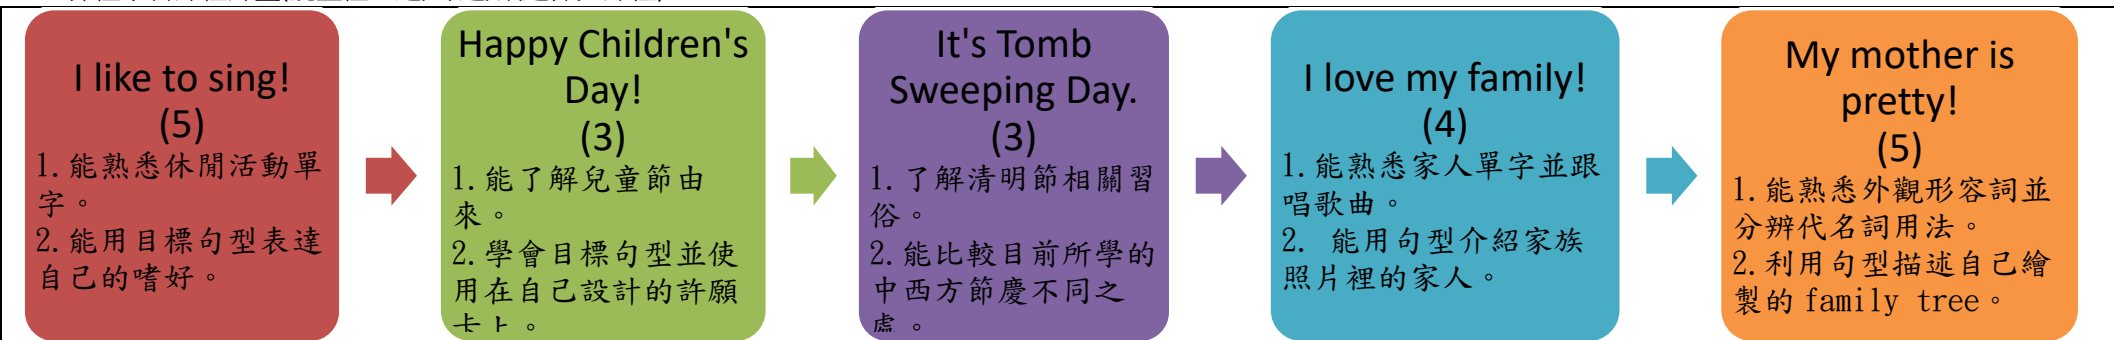 I like to sing!
(5)
1.能熟悉休閒活動單
字。
2.能用目標句型表達
自己的嗜好。
Happy Children's
Day!
(3)
1.能了解兒童節由
來。
2.學會目標句型並使
用在自己設計的許願
卡上。
It's Tomb
Sweeping Day.
(3)
1.了解清明節相關習
俗。
2.能比較目前所學的
中西方節慶不同之
處。
I love my family!
(4)
1.能熟悉家人單字並跟
唱歌曲。
2. 能用句型介紹家族
照片裡的家人。
My mother is
pretty!
(5)
1.能熟悉外觀形容詞並
分辨代名詞用法。
2.利用句型描述自己繪
製的 family tree。